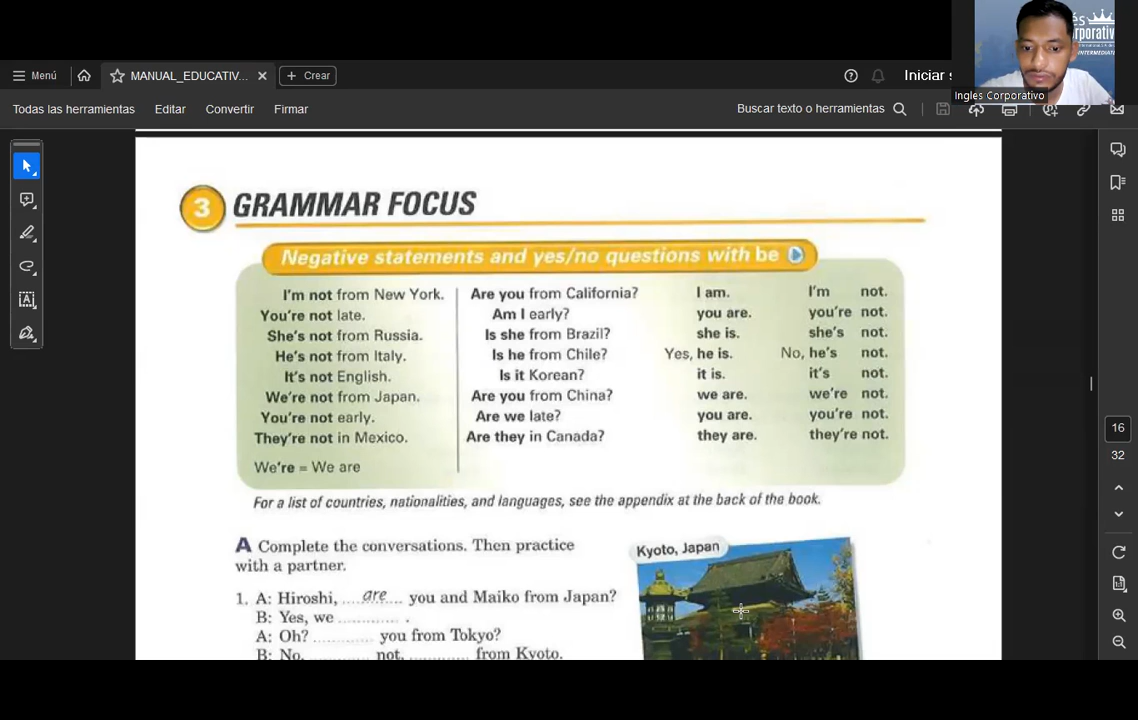 és
rporativ
INTERMEDIATE
Ingles Corporativo
Menú
MANUAL_EDUCATIV...
Crear
Iniciar s
Todas las herramientas
Editar
Convertir
Firmar
Buscar texto o herramientas
3 GRAMMAR FOCUS
Negative statements and yes/no questions with be
I'm not from New York.
You're not late.
She's not from Russia.
He's not from Italy.
It's not English.
We're not from Japan.
You're not early.
They're not in Mexico.
We're = We are
Are you from California?
Am I early?
Is she from Brazil?
Is he from Chile?
Is it Korean?
Are you from China?
Are we late?
Are they in Canada?
I am.
you are.
she is.
Yes, he is.
it is.
we are.
you are.
they are.
I'm not.
you're not.
she's not.
No, he's not.
it's not.
we're not.
you're not.
they're not.
For a list of countries, nationalities, and languages, see the appendix at the back of the book.
A Complete the conversations. Then practice
with a partner.
1. A: Hiroshi, ....are.... you and Maiko from Japan?
B: Yes, we ............ .
A: Oh? ............ you from Tokyo?
B: No, ............ not. ............ from Kyoto.
Kyoto, Japan
16
32